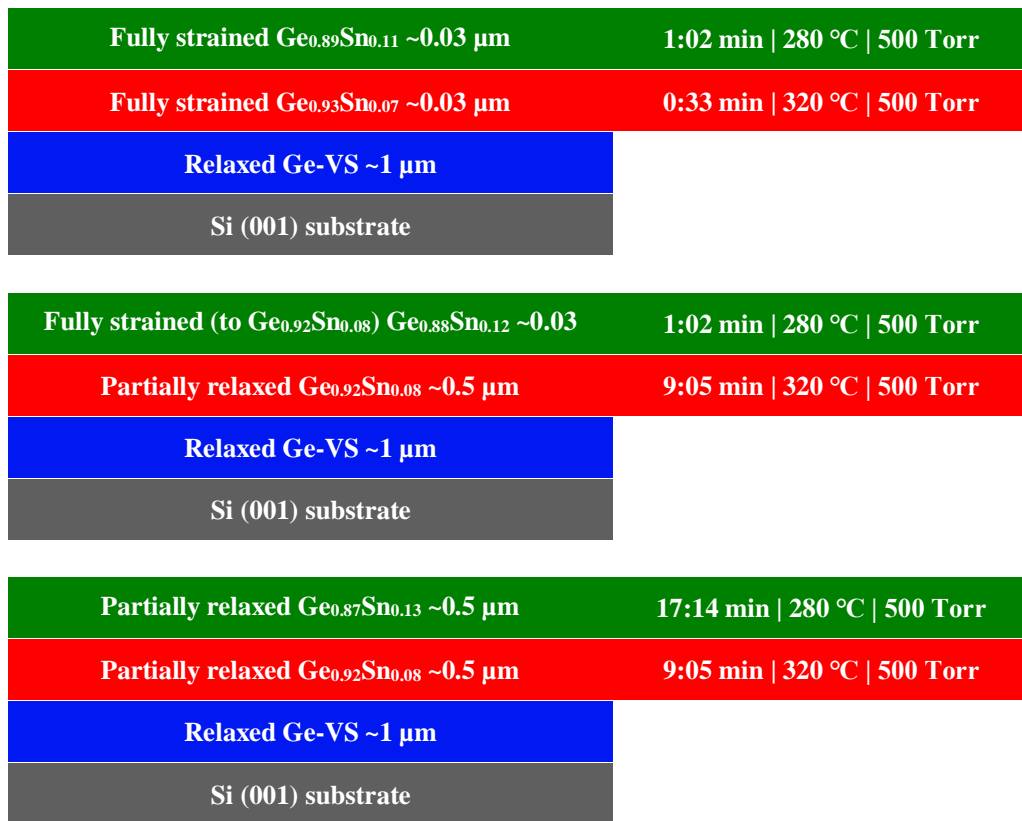 Fully strained Ge₀.₈₉Sn₀.₁₁ ~0.03 µm 1:02 min | 280 °C | 500 Torr
Fully strained Ge₀.₉₃Sn₀.₀₇ ~0.03 µm 0:33 min | 320 °C | 500 Torr
Relaxed Ge-VS ~1 µm
Si (001) substrate
Fully strained (to Ge₀.₉₂Sn₀.₀₈) Ge₀.₈₈Sn₀.₁₂ ~0.03 1:02 min | 280 °C | 500 Torr
Partially relaxed Ge₀.₉₂Sn₀.₀₈ ~0.5 µm 9:05 min | 320 °C | 500 Torr
Relaxed Ge-VS ~1 µm
Si (001) substrate
Partially relaxed Ge₀.₈₇Sn₀.₁₃ ~0.5 µm 17:14 min | 280 °C | 500 Torr
Partially relaxed Ge₀.₉₂Sn₀.₀₈ ~0.5 µm 9:05 min | 320 °C | 500 Torr
Relaxed Ge-VS ~1 µm
Si (001) substrate